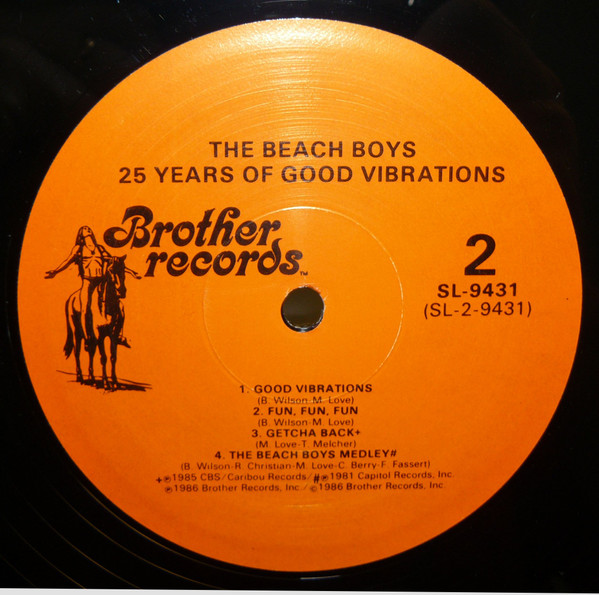 THE BEACH BOYS
25 YEARS OF GOOD VIBRATIONS
Brother
records™
2
SL-9431
(SL-2-9431)
1. GOOD VIBRATIONS
(B. Wilson-M. Love)
2. FUN, FUN, FUN
(B. Wilson-M. Love)
3. GETCHA BACK+
(M. Love-T. Melcher)
4. THE BEACH BOYS MEDLEY#
(B. Wilson-R. Christian-M. Love-C. Berry-F. Fassert)
+℗1985 CBS/Caribou Records/#℗1981 Capitol Records, Inc.
℗1986 Brother Records, Inc./©1986 Brother Records, Inc.